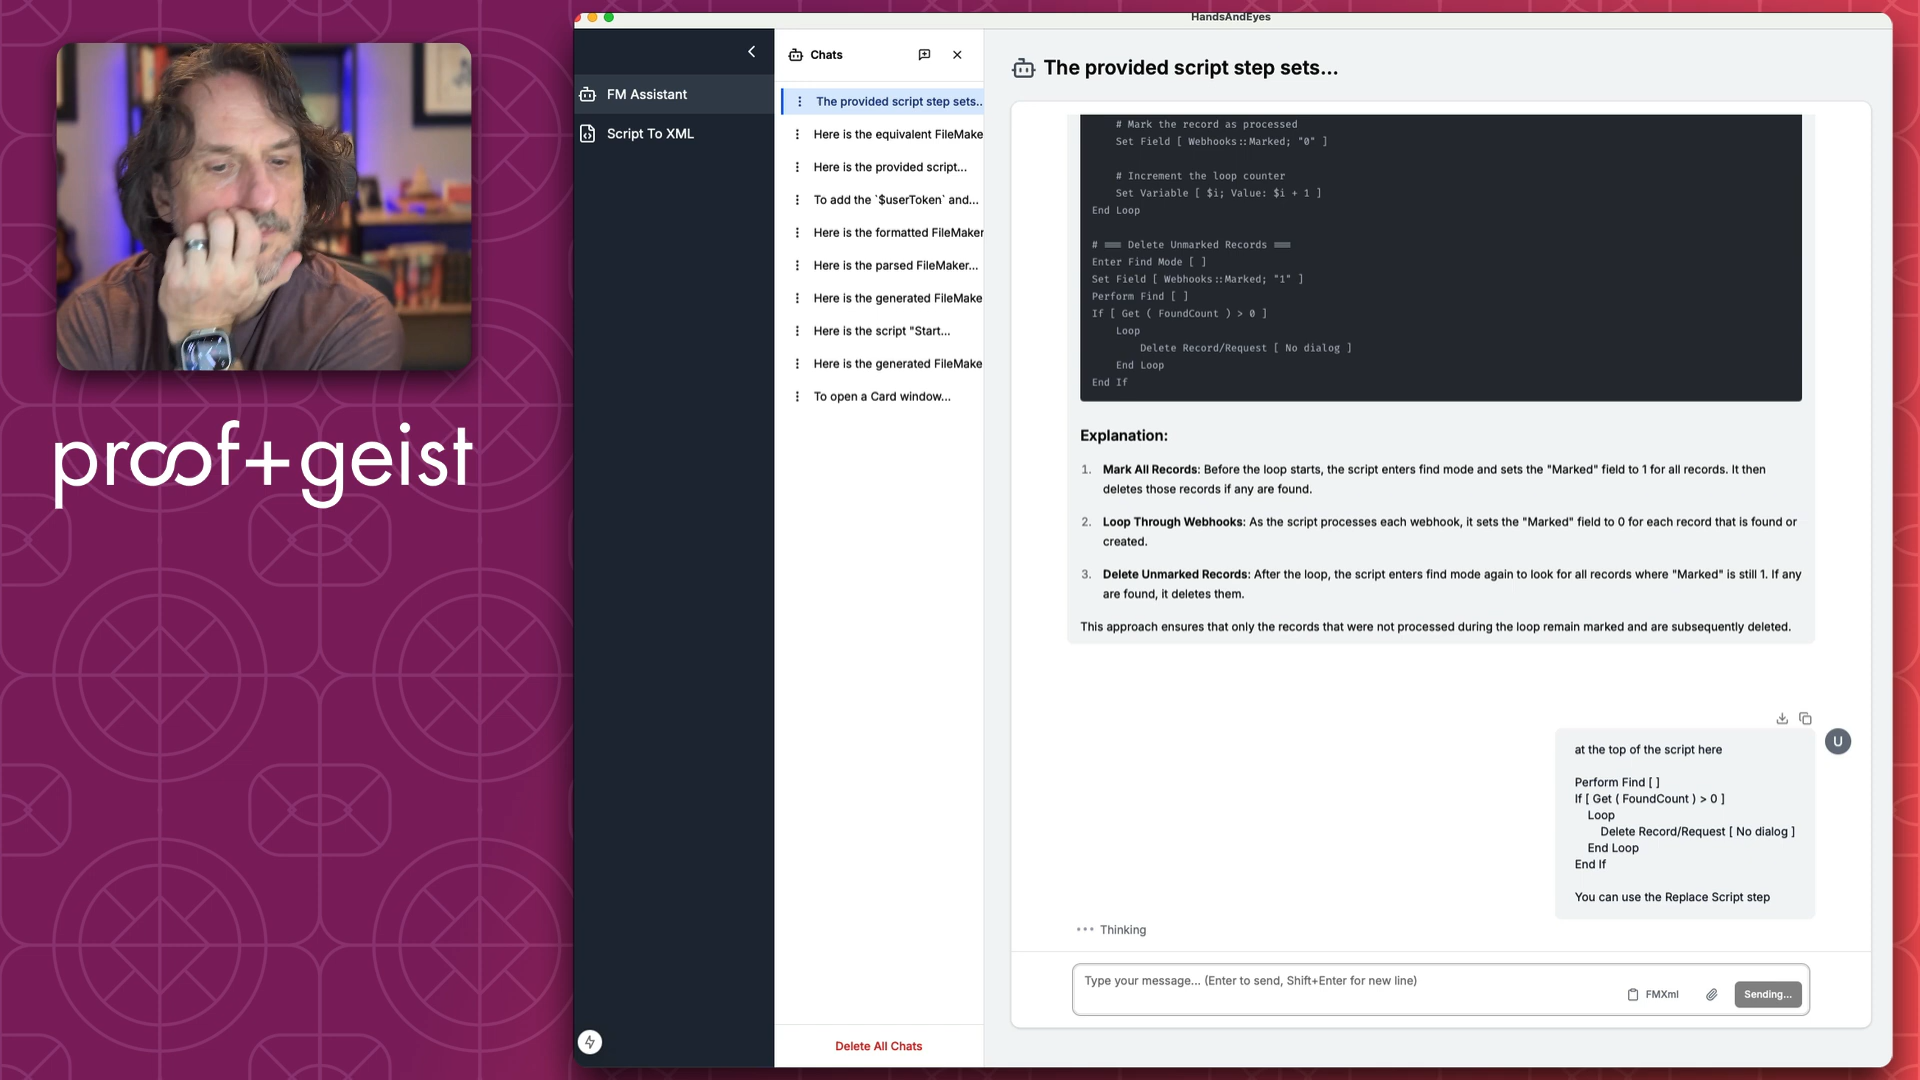 HandsAndEyes
proof+geist
FM Assistant
Script To XML
Chats
The provided script step sets...
Here is the equivalent FileMake
Here is the provided script...
To add the `$userToken` and...
Here is the formatted FileMaker
Here is the parsed FileMaker...
Here is the generated FileMake
Here is the script "Start...
Here is the generated FileMake
To open a Card window...
Delete All Chats
The provided script step sets...
# Mark the record as processed
Set Field [ Webhooks::Marked; "0" ]
# Increment the loop counter
Set Variable [ $i; Value: $i + 1 ]
End Loop
# === Delete Unmarked Records ===
Enter Find Mode [ ]
Set Field [ Webhooks::Marked; "1" ]
Perform Find [ ]
If [ Get ( FoundCount ) > 0 ]
Loop
Delete Record/Request [ No dialog ]
End Loop
End If
Explanation:
1. Mark All Records: Before the loop starts, the script enters find mode and sets the "Marked" field to 1 for all records. It then
deletes those records if any are found.
2. Loop Through Webhooks: As the script processes each webhook, it sets the "Marked" field to 0 for each record that is found or
created.
3. Delete Unmarked Records: After the loop, the script enters find mode again to look for all records where "Marked" is still 1. If any
are found, it deletes them.
This approach ensures that only the records that were not processed during the loop remain marked and are subsequently deleted.
U
at the top of the script here
Perform Find [ ]
If [ Get ( FoundCount ) > 0 ]
Loop
Delete Record/Request [ No dialog ]
End Loop
End If
You can use the Replace Script step
Thinking
Type your message... (Enter to send, Shift+Enter for new line)
FMXml
Sending...